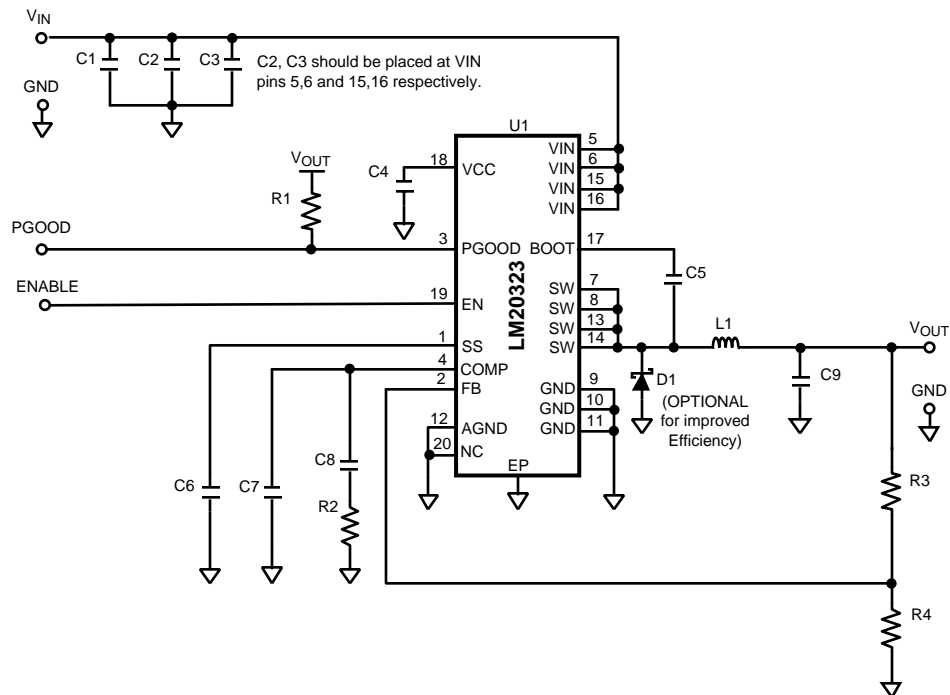 VIN
C1
C2
C3
C2, C3 should be placed at VIN
pins 5,6 and 15,16 respectively.
GND
U1
VOUT
R1
C4
18
VCC
VIN
5
VIN
6
VIN
15
VIN
16
PGOOD
3
PGOOD
BOOT
17
C5
ENABLE
19
EN
LM20323
SW
7
SW
8
SW
13
SW
14
L1
VOUT
1
SS
4
COMP
2
FB
D1
(OPTIONAL
for improved
Efficiency)
C9
GND
GND
9
GND
10
GND
11
12
AGND
20
NC
EP
C6
C7
C8
R2
R3
R4